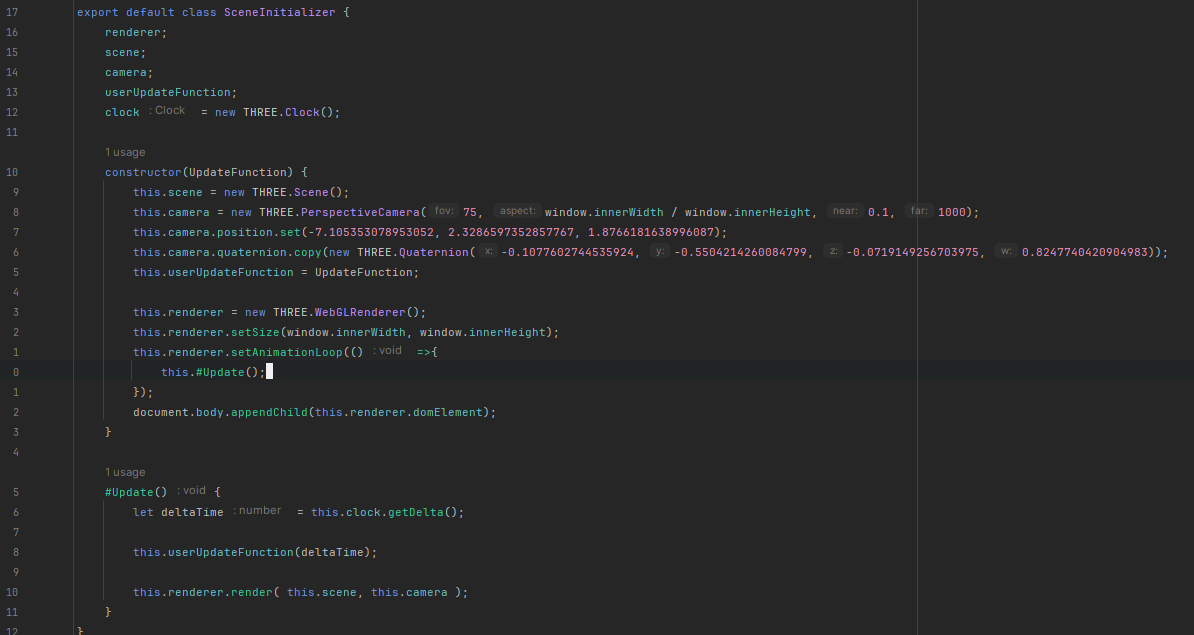 17 export default class SceneInitializer {
16 renderer;
15 scene;
14 camera;
13 userUpdateFunction;
12 clock : Clock = new THREE.Clock();
11
1 usage
10 constructor(UpdateFunction) {
9 this.scene = new THREE.Scene();
8 this.camera = new THREE.PerspectiveCamera( fov: 75, aspect: window.innerWidth / window.innerHeight, near: 0.1, far: 1000);
7 this.camera.position.set(-7.105353078953052, 2.3286597352857767, 1.8766181638996087);
6 this.camera.quaternion.copy(new THREE.Quaternion( x: -0.1077602744535924, y: -0.5504214260084799, z: -0.0719149256703975, w: 0.8247740420904983));
5 this.userUpdateFunction = UpdateFunction;
4
3 this.renderer = new THREE.WebGLRenderer();
2 this.renderer.setSize(window.innerWidth, window.innerHeight);
1 this.renderer.setAnimationLoop(() : void =>{
0 this.#Update();
1 });
2 document.body.appendChild(this.renderer.domElement);
3 }
4
1 usage
5 #Update() : void {
6 let deltaTime : number = this.clock.getDelta();
7
8 this.userUpdateFunction(deltaTime);
9
10 this.renderer.render( this.scene, this.camera );
11 }
12 }